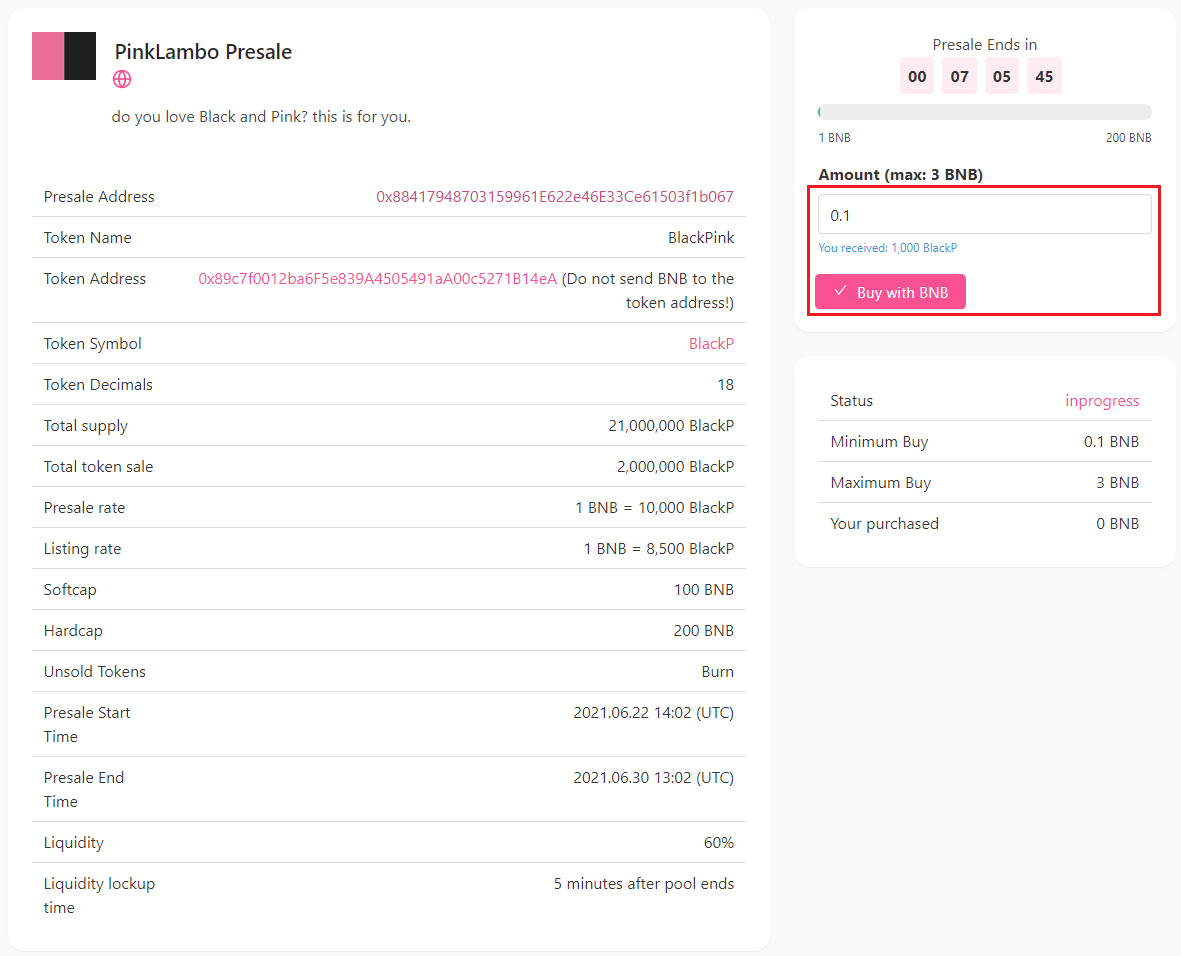 PinkLambo Presale
do you love Black and Pink? this is for you.
Presale Address 0x88417948703159961E622e46E33Ce61503f1b067
Token Name BlackPink
Token Address 0x89c7f0012ba6F5e839A4505491aA00c5271B14eA (Do not send BNB to the
token address!)
Token Symbol BlackP
Token Decimals 18
Total supply 21,000,000 BlackP
Total token sale 2,000,000 BlackP
Presale rate 1 BNB = 10,000 BlackP
Listing rate 1 BNB = 8,500 BlackP
Softcap 100 BNB
Hardcap 200 BNB
Unsold Tokens Burn
Presale Start 2021.06.22 14:02 (UTC)
Time
Presale End 2021.06.30 13:02 (UTC)
Time
Liquidity 60%
Liquidity lockup 5 minutes after pool ends
time
Presale Ends in
00 07 05 45
1 BNB 200 BNB
Amount (max: 3 BNB)
0.1
You received: 1,000 BlackP
Buy with BNB
Status inprogress
Minimum Buy 0.1 BNB
Maximum Buy 3 BNB
Your purchased 0 BNB